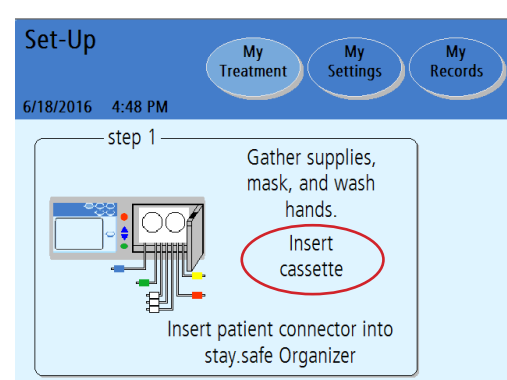 Set-Up
My
Treatment
My
Settings
My
Records
6/18/2016 4:48 PM
step 1
Gather supplies,
mask, and wash
hands.
Insert
cassette
Insert patient connector into
stay.safe Organizer